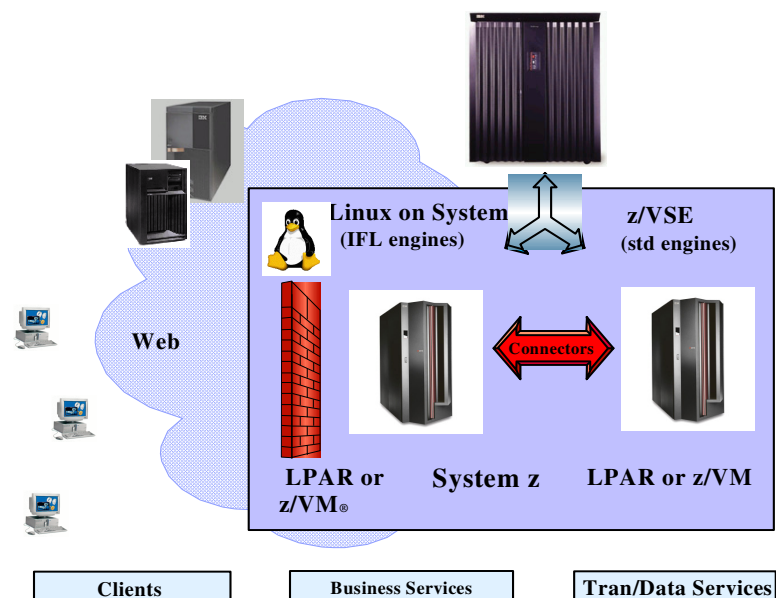 IBM
Linux on System
(IFL engines)
z/VSE
(std engines)
Web
Connectors
LPAR or
z/VM®
System z
LPAR or z/VM
Clients
Business Services
Tran/Data Services